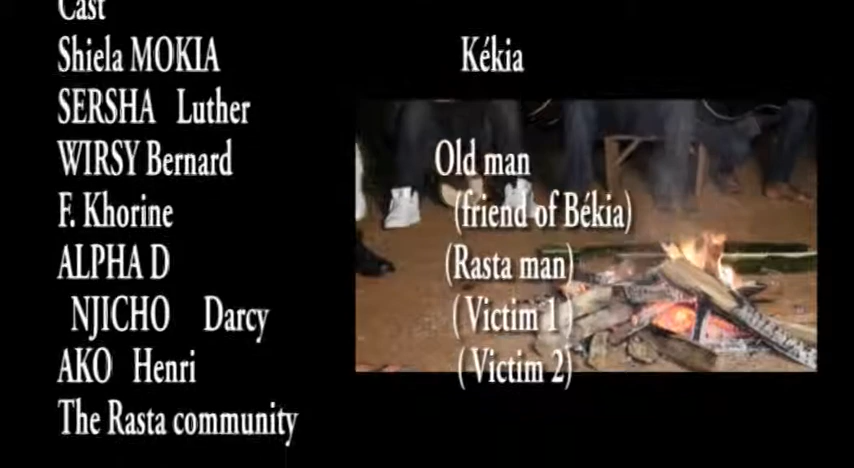 Cast
Shiela MOKIA Kékia
SERSHA Luther
WIRSY Bernard Old man
F. Khorine (friend of Békia)
ALPHA D (Rasta man)
NJICHO Darcy ( Victim 1 )
AKO Henri ( Victim 2)
The Rasta community